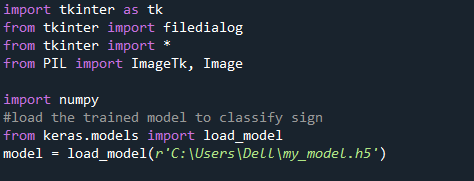 import tkinter as tk
from tkinter import filedialog
from tkinter import *
from PIL import ImageTk, Image
import numpy
#load the trained model to classify sign
from keras.models import load_model
model = load_model(r'C:\Users\Dell\my_model.h5')